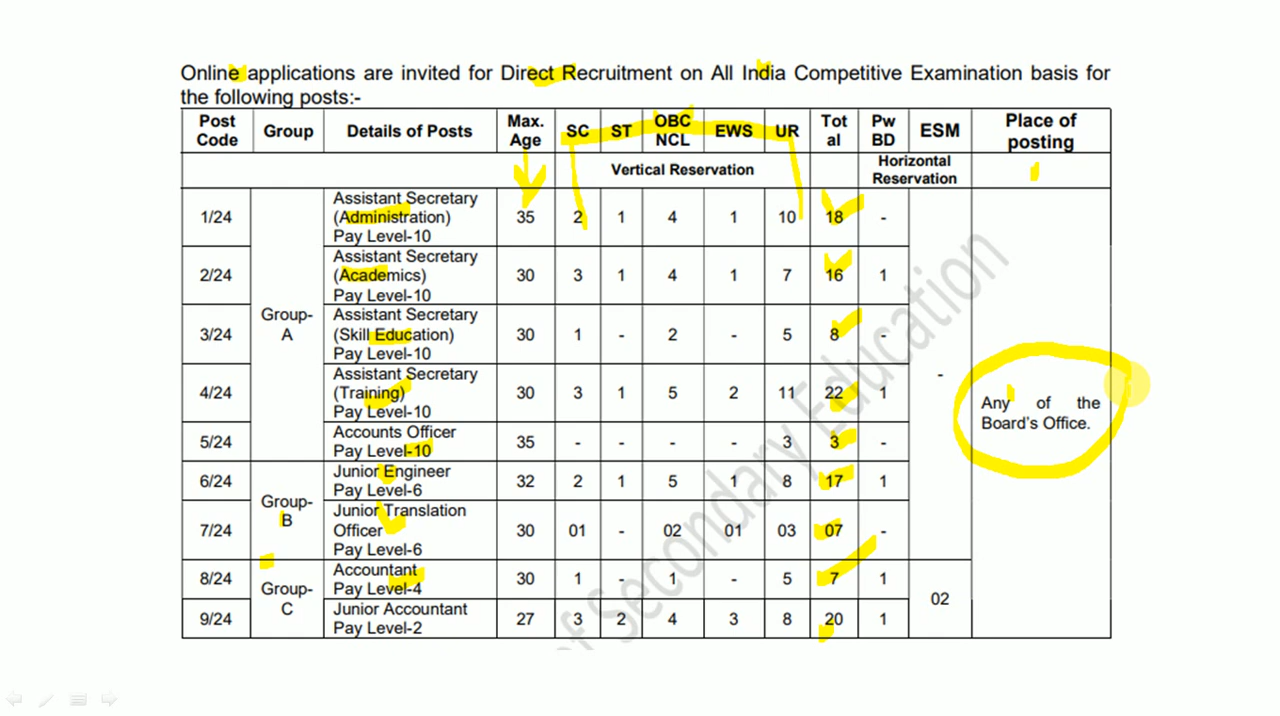 Online applications are invited for Direct Recruitment on All India Competitive Examination basis for
the following posts:-
Post Code Group Details of Posts Max. Age SC ST OBC NCL EWS UR Tot al Pw BD ESM Place of posting
Vertical Reservation Horizontal Reservation
Group-A
1/24 Assistant Secretary (Administration) Pay Level-10 35 2 1 4 1 10 18 -
2/24 Assistant Secretary (Academics) Pay Level-10 30 3 1 4 1 7 16 1
3/24 Assistant Secretary (Skill Education) Pay Level-10 30 1 - 2 - 5 8 -
4/24 Assistant Secretary (Training) Pay Level-10 30 3 1 5 2 11 22 1
5/24 Accounts Officer Pay Level-10 35 - - - - 3 3 -
Group-B
6/24 Junior Engineer Pay Level-6 32 2 1 5 1 8 17 1
7/24 Junior Translation Officer Pay Level-6 30 01 - 02 01 03 07 -
-
Group-C
8/24 Accountant Pay Level-4 30 1 - 1 - 5 7 1
9/24 Junior Accountant Pay Level-2 27 3 2 4 3 8 20 1
02
Any of the
Board's Office.
of Secondary Education